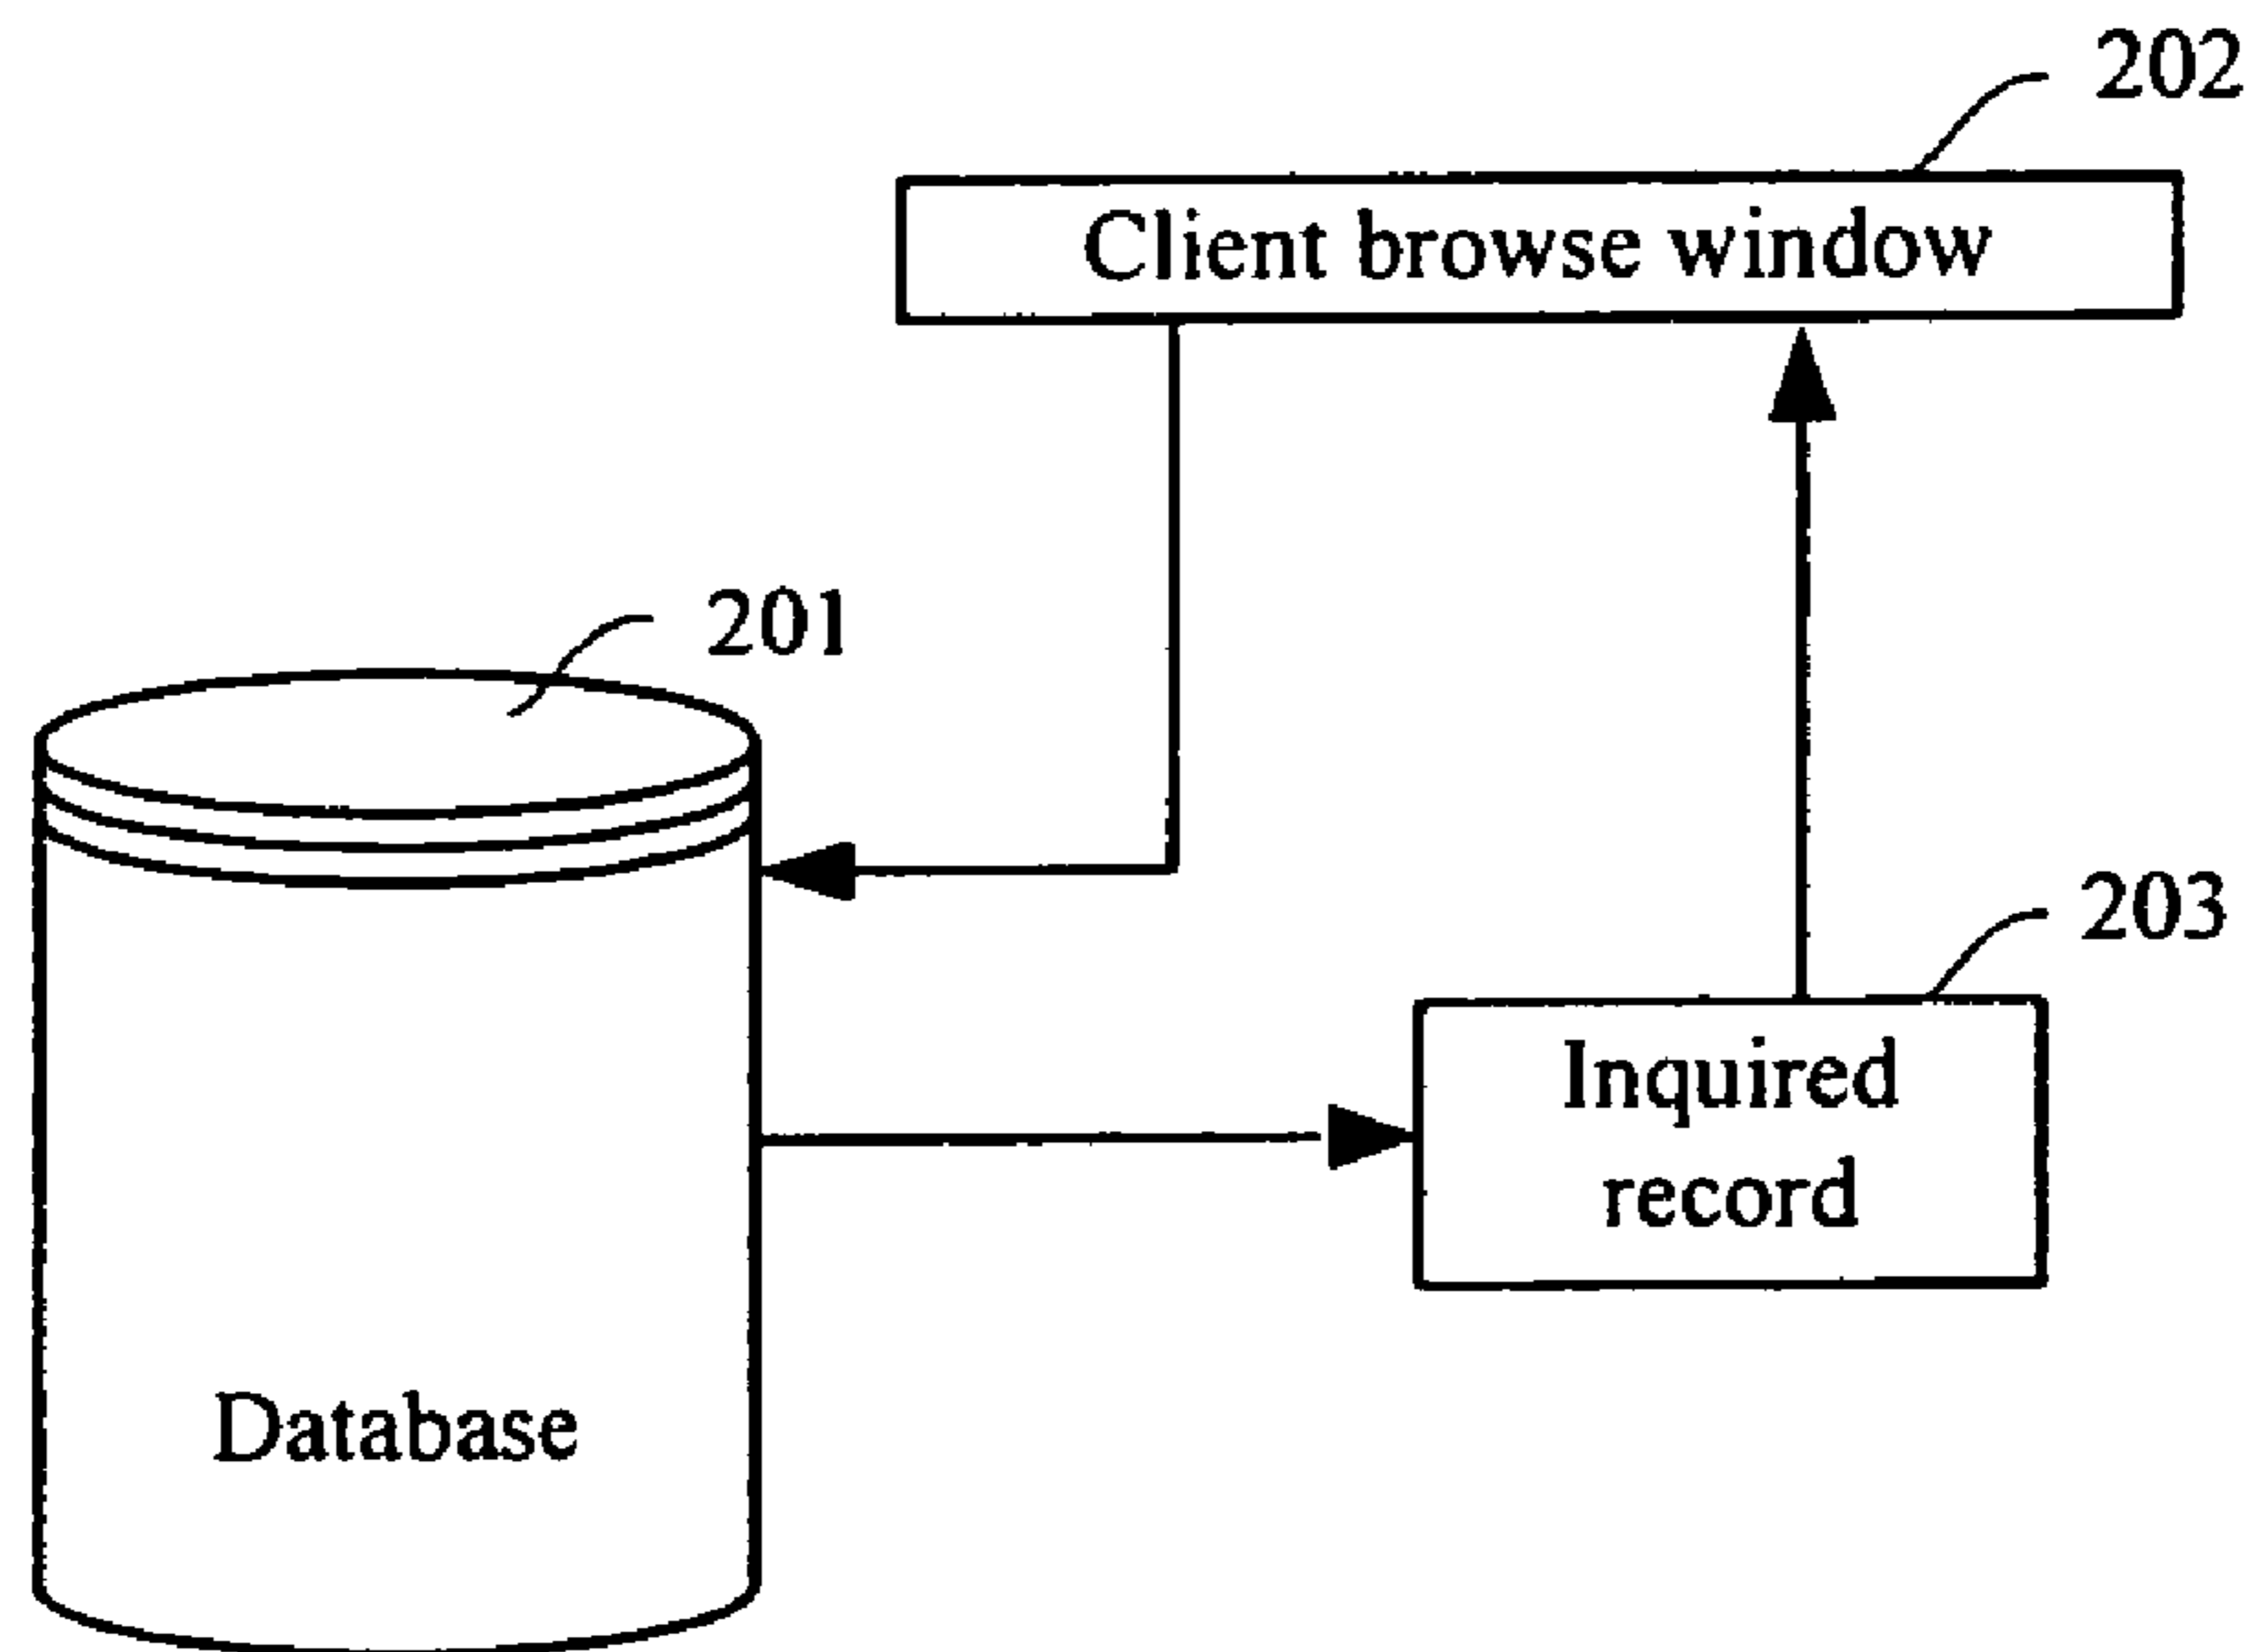 202
Client browse window
201
203
Inquired
record
Database